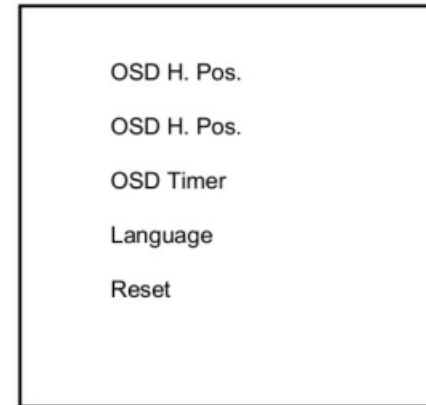 OSD H. Pos.
OSD H. Pos.
OSD Timer
Language
Reset